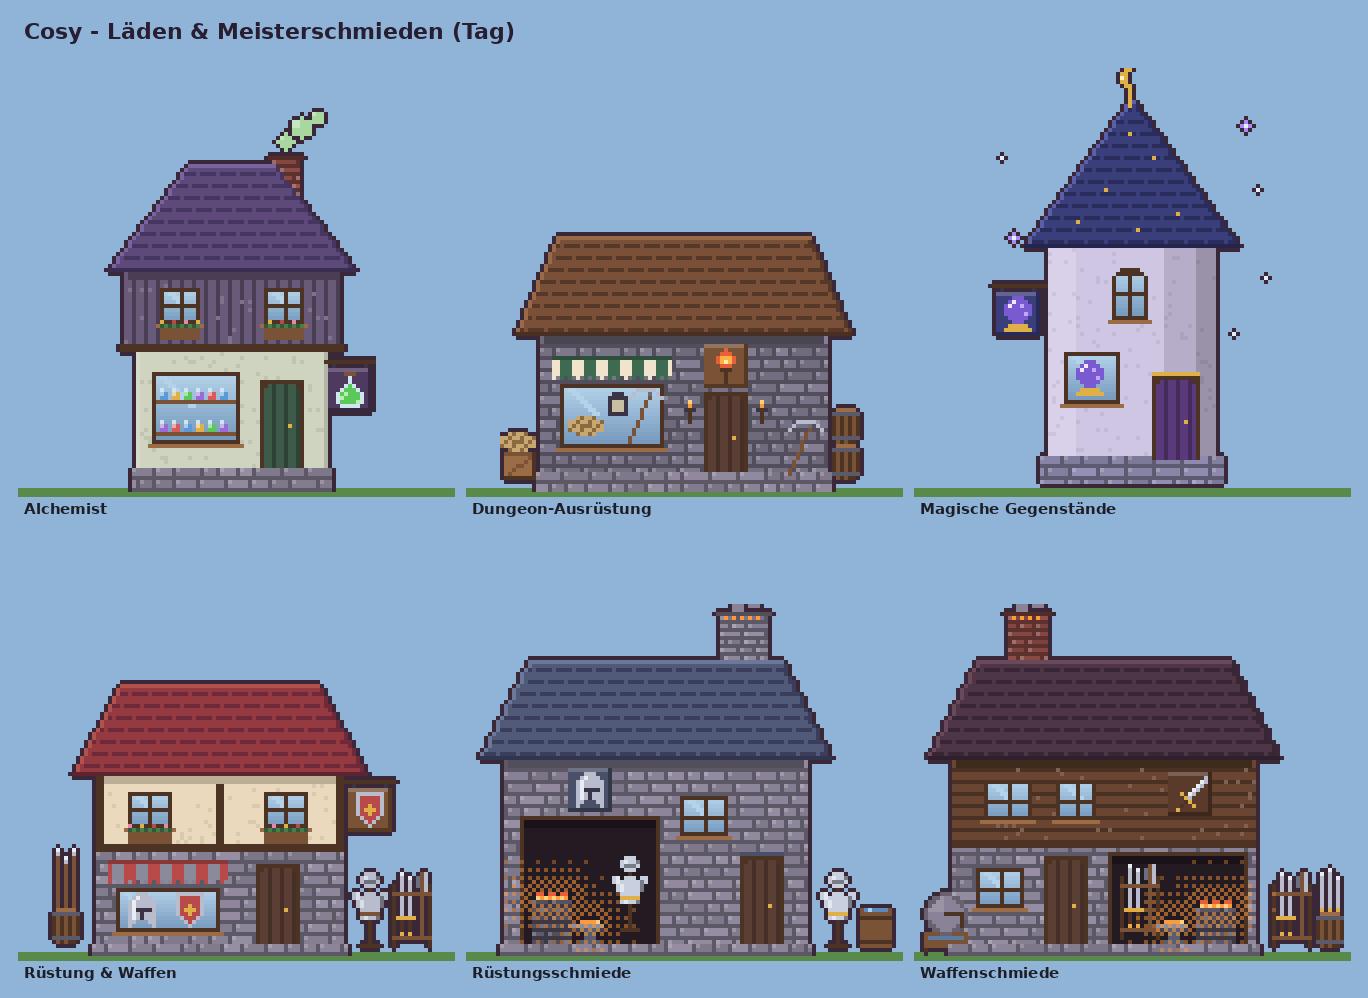 Cosy - Läden & Meisterschmieden (Tag)
Alchemist
Dungeon-Ausrüstung
Magische Gegenstände
Rüstung & Waffen
Rüstungsschmiede
Waffenschmiede